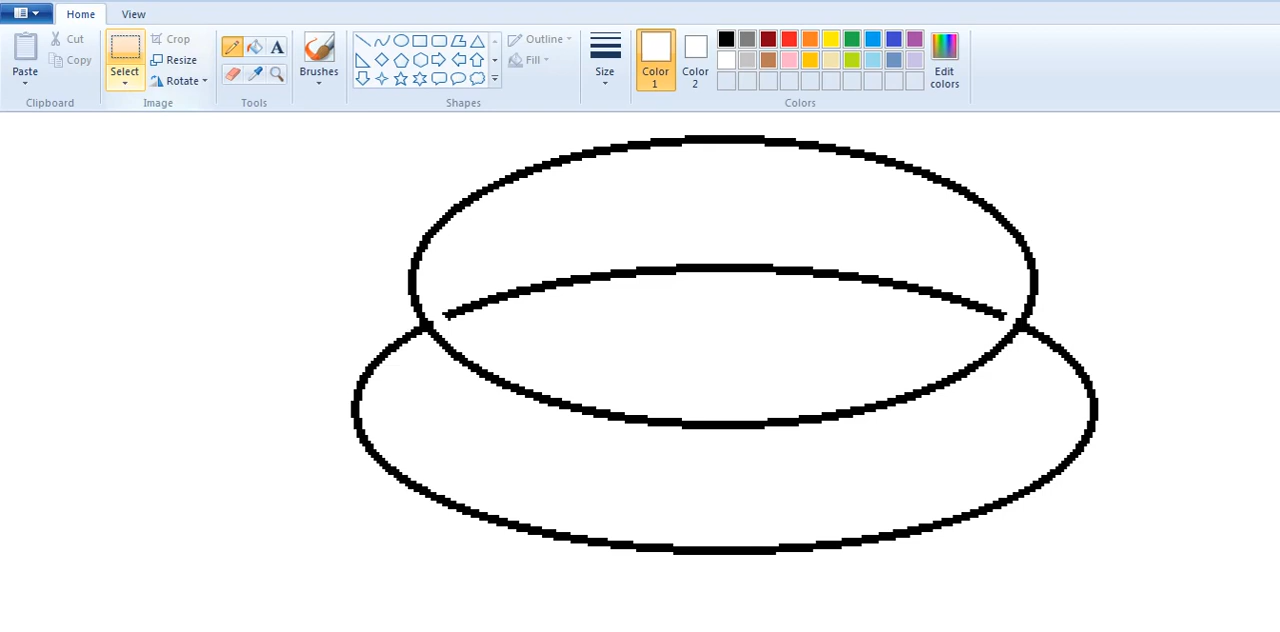 Home View
Cut Crop Outline
Copy Resize Fill
Paste Select Rotate A Brushes Size Color Color Edit
1 2 colors
Clipboard Image Tools Shapes Colors